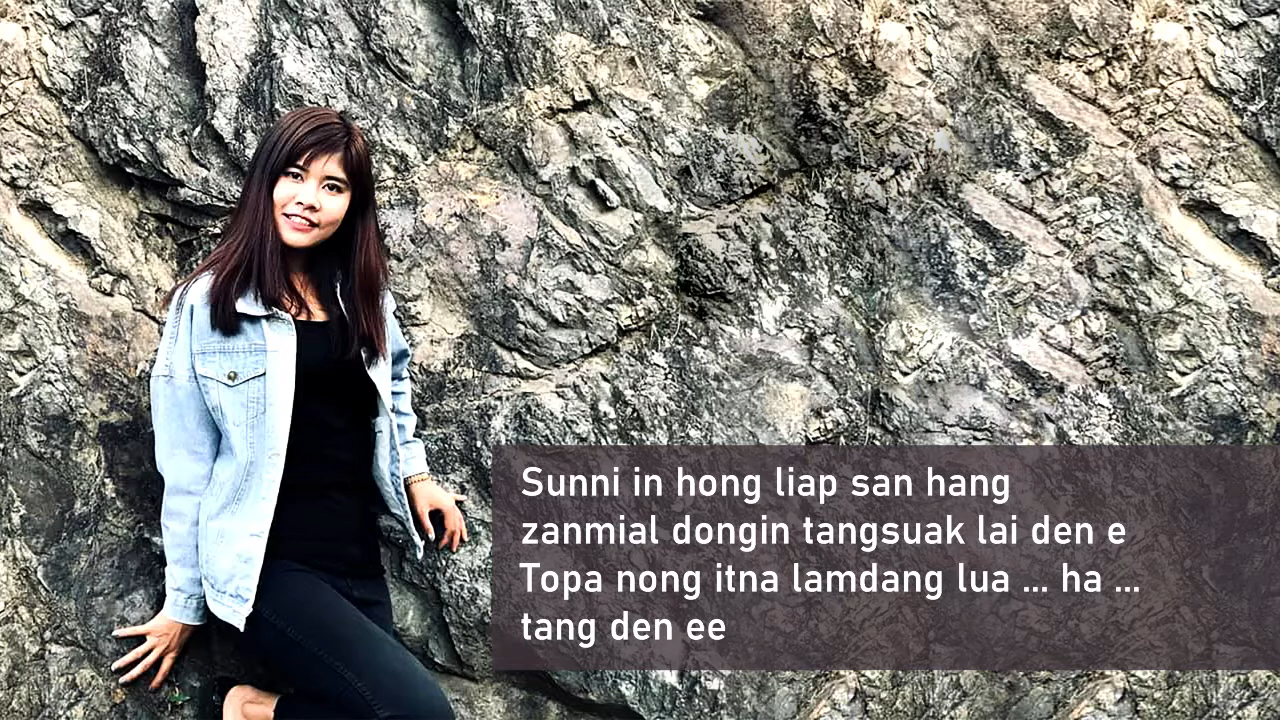 Sunni in hong liap san hang
zanmial dongin tangsuak lai den e
Topa nong itna lamdang lua ... ha ...
tang den ee